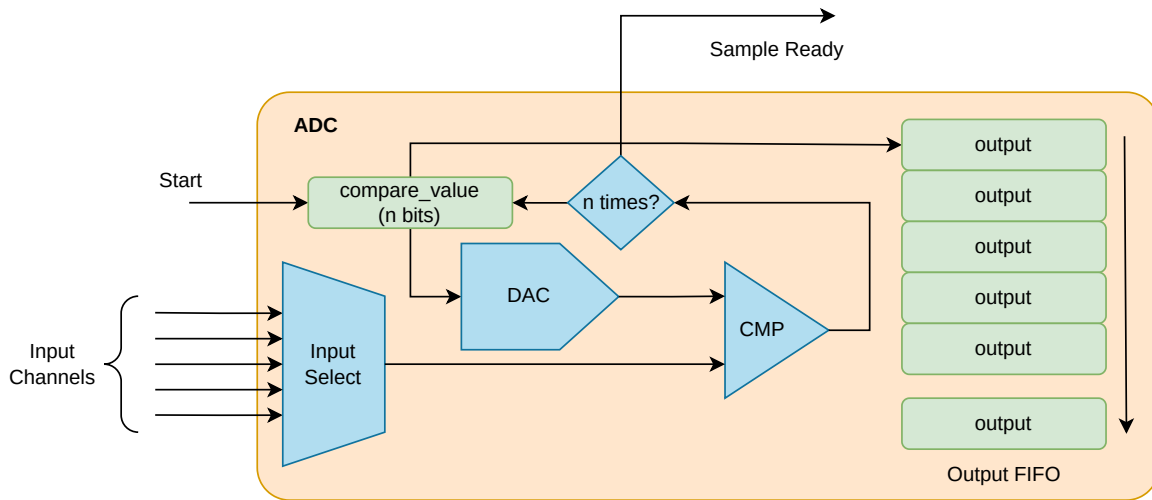 Sample Ready
ADC
Start
compare_value
(n bits)
n times?
output
output
output
output
output
output
DAC
CMP
Input
Select
Input
Channels
Output FIFO